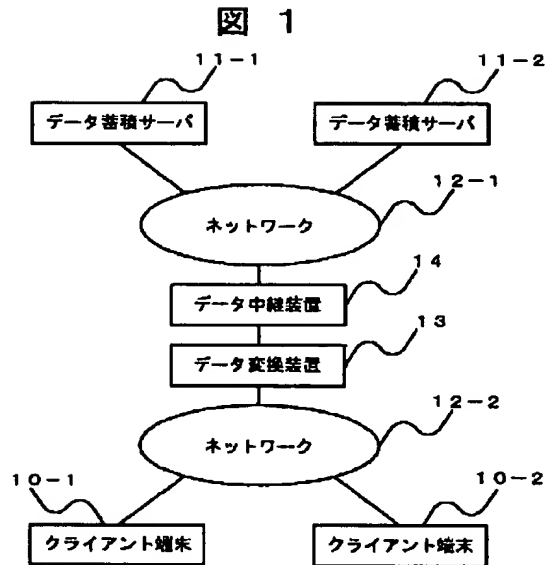 図 1
11-1 11-2
データ蓄積サーバ データ蓄積サーバ
12-1
ネットワーク
14
データ中継装置
13
データ変換装置
12-2
ネットワーク
10-1 10-2
クライアント端末 クライアント端末